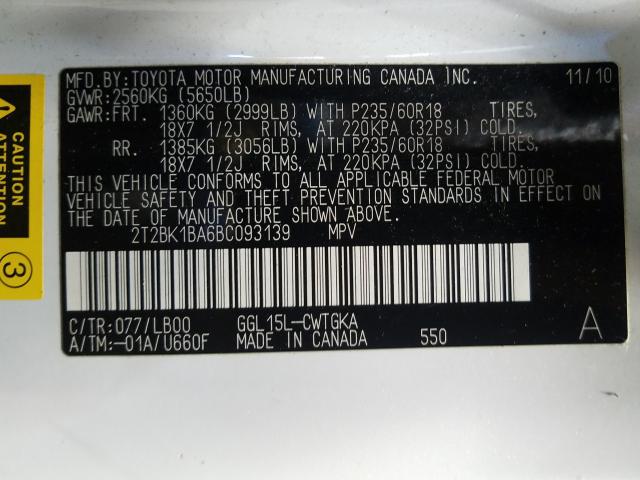 MFD.BY:TOYOTA MOTOR MANUFACTURING CANADA INC. 11/10
GVWR:2560KG (5650LB)
GAWR:FRT. 1360KG (2999LB) WITH P235/60R18 TIRES,
18X7 1/2J RIMS, AT 220KPA (32PSI) COLD.
RR. 1385KG (3056LB) WITH P235/60R18 TIRES,
18X7 1/2J RIMS, AT 220KPA (32PSI) COLD.
THIS VEHICLE CONFORMS TO ALL APPLICABLE FEDERAL MOTOR
VEHICLE SAFETY AND THEFT PREVENTION STANDARDS IN EFFECT ON
THE DATE OF MANUFACTURE SHOWN ABOVE.
2T2BK1BA6BC093139 MPV
C/TR:077/LB00 GGL15L-CWTGKA A
A/TM:-01A/U660F MADE IN CANADA 550
CAUTION
ATTENTION
3